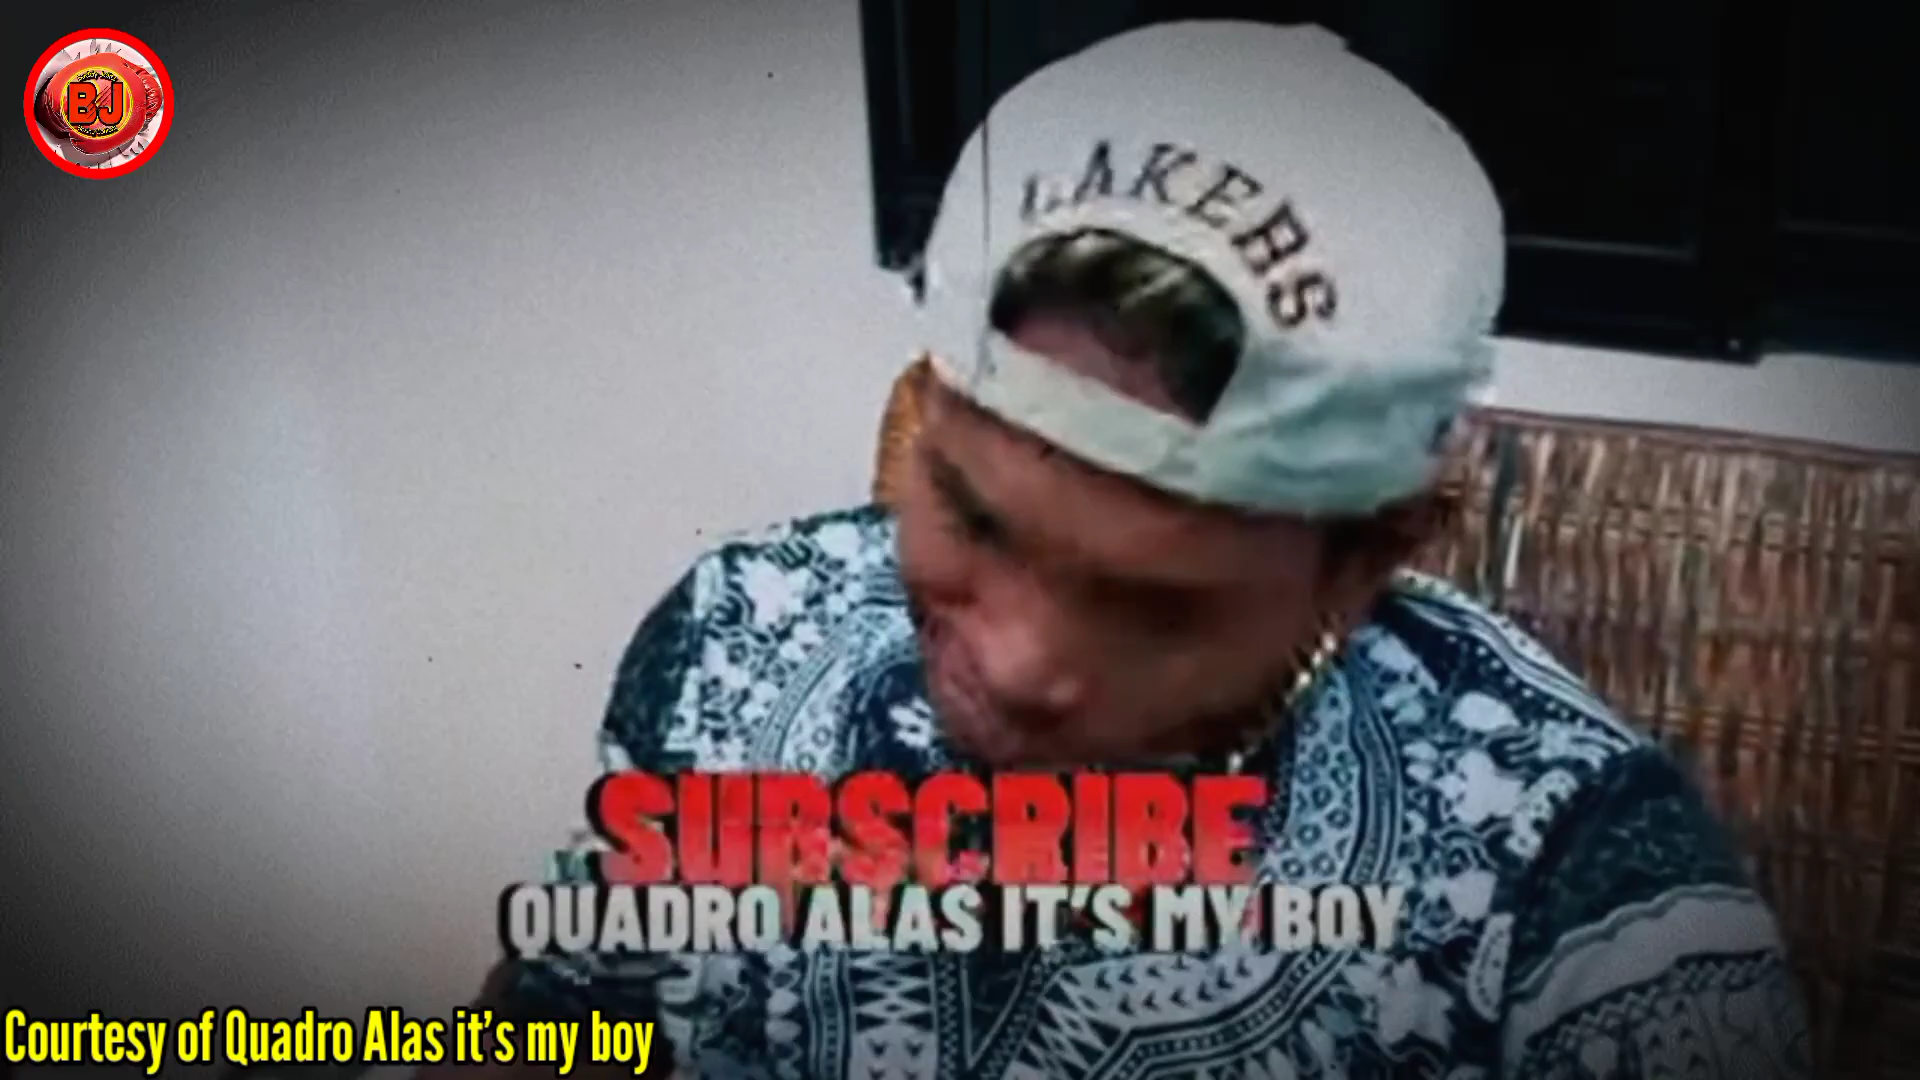 BJ
LAKERS
SUBSCRIBE
QUADRO ALAS IT'S MY BOY
Courtesy of Quadro Alas it's my boy